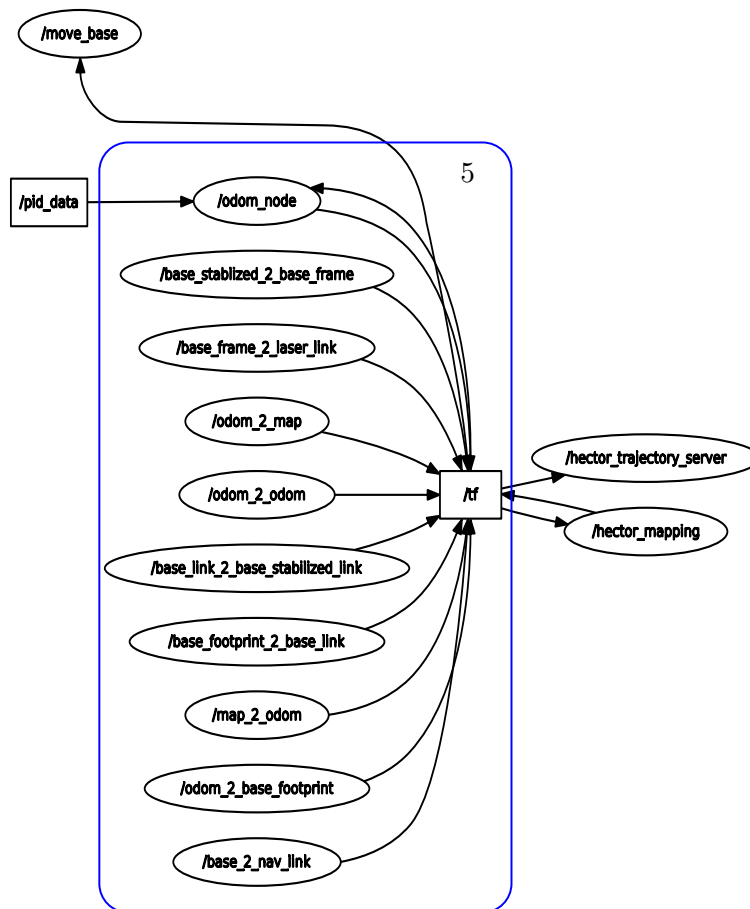 /move_base
5
/pid_data
/odom_node
/base_stablized_2_base_frame
/base_frame_2_laser_link
/odom_2_map
/hector_trajectory_server
/odom_2_odom
/tf
/hector_mapping
/base_link_2_base_stabilized_link
/base_footprint_2_base_link
/map_2_odom
/odom_2_base_footprint
/base_2_nav_link